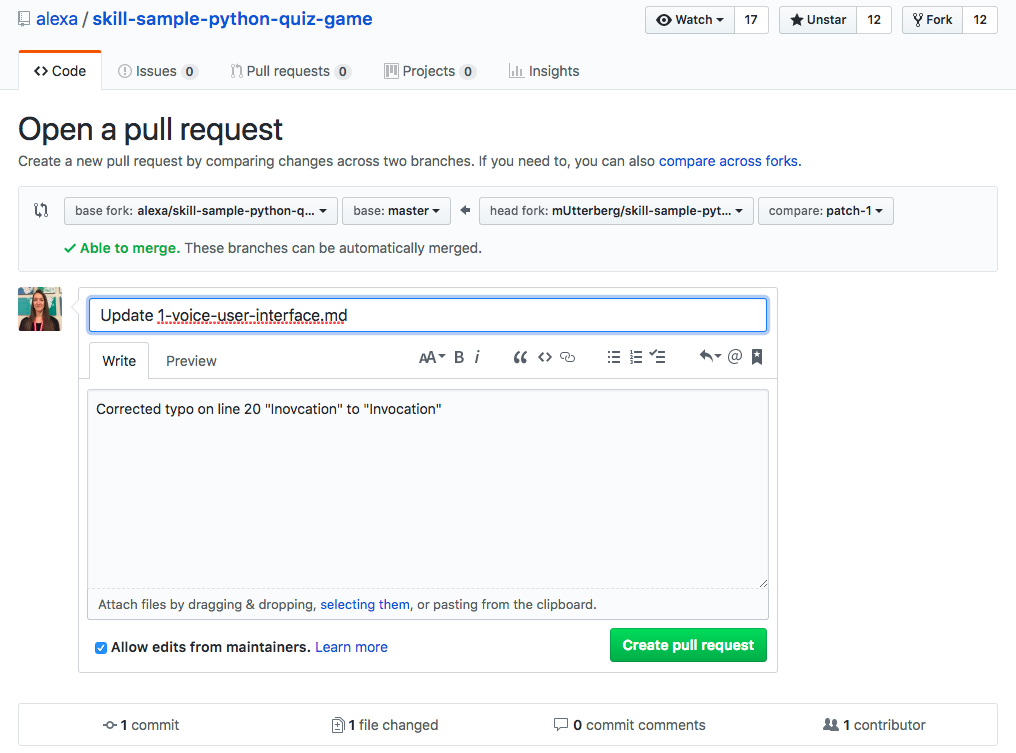 alexa / skill-sample-python-quiz-game Watch 17 Unstar 12 Fork 12
Code Issues 0 Pull requests 0 Projects 0 Insights
Open a pull request
Create a new pull request by comparing changes across two branches. If you need to, you can also compare across forks.
base fork: alexa/skill-sample-python-q... base: master head fork: mUtterberg/skill-sample-pyt... compare: patch-1
Able to merge. These branches can be automatically merged.
Update 1-voice-user-interface.md
Write Preview AA B i @
Corrected typo on line 20 "Inovcation" to "Invocation"
Attach files by dragging & dropping, selecting them, or pasting from the clipboard.
Allow edits from maintainers. Learn more Create pull request
1 commit 1 file changed 0 commit comments 1 contributor